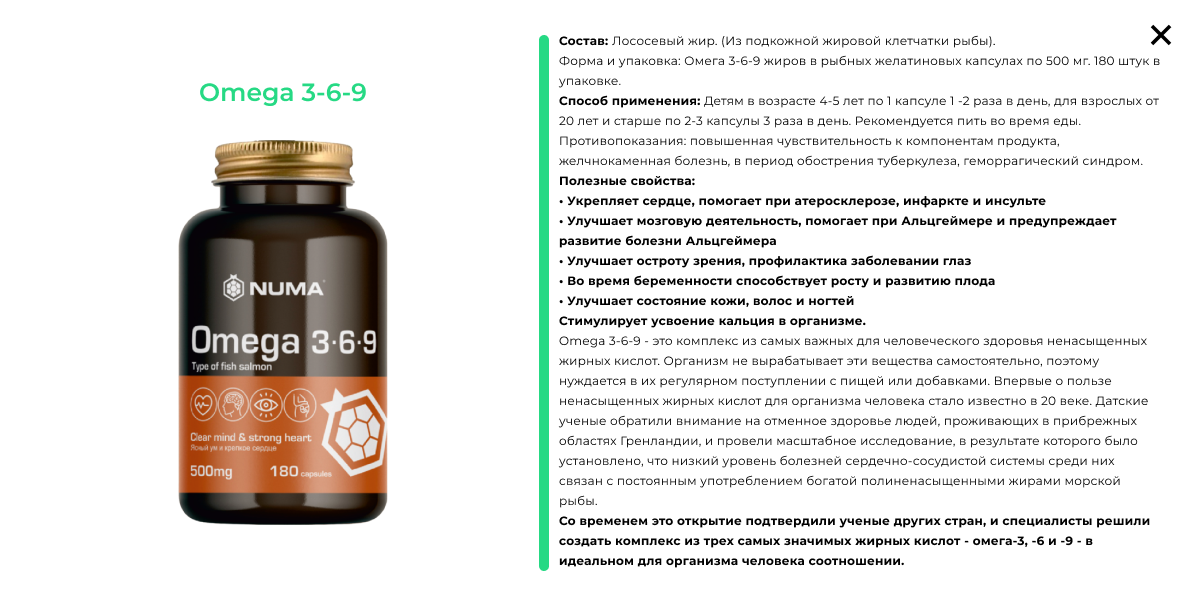 Omega 3-6-9
NUMA
Omega 3·6·9
Type of fish salmon
Clear mind & strong heart
Ясный ум и крепкое сердце
500mg
180 capsules
Состав: Лососевый жир. (Из подкожной жировой клетчатки рыбы).
Форма и упаковка: Омега 3-6-9 жиров в рыбных желатиновых капсулах по 500 мг. 180 штук в
упаковке.
Способ применения: Детям в возрасте 4-5 лет по 1 капсуле 1 -2 раза в день, для взрослых от
20 лет и старше по 2-3 капсулы 3 раза в день. Рекомендуется пить во время еды.
Противопоказания: повышенная чувствительность к компонентам продукта,
желчнокаменная болезнь, в период обострения туберкулеза, геморрагический синдром.
Полезные свойства:
• Укрепляет сердце, помогает при атеросклерозе, инфаркте и инсульте
• Улучшает мозговую деятельность, помогает при Альцгеймере и предупреждает
развитие болезни Альцгеймера
• Улучшает остроту зрения, профилактика заболевании глаз
• Во время беременности способствует росту и развитию плода
• Улучшает состояние кожи, волос и ногтей
Стимулирует усвоение кальция в организме.
Omega 3-6-9 - это комплекс из самых важных для человеческого здоровья ненасыщенных
жирных кислот. Организм не вырабатывает эти вещества самостоятельно, поэтому
нуждается в их регулярном поступлении с пищей или добавками. Впервые о пользе
ненасыщенных жирных кислот для организма человека стало известно в 20 веке. Датские
ученые обратили внимание на отменное здоровье людей, проживающих в прибрежных
областях Гренландии, и провели масштабное исследование, в результате которого было
установлено, что низкий уровень болезней сердечно-сосудистой системы среди них
связан с постоянным употреблением богатой полиненасыщенными жирами морской
рыбы.
Со временем это открытие подтвердили ученые других стран, и специалисты решили
создать комплекс из трех самых значимых жирных кислот - омега-3, -6 и -9 - в
идеальном для организма человека соотношении.